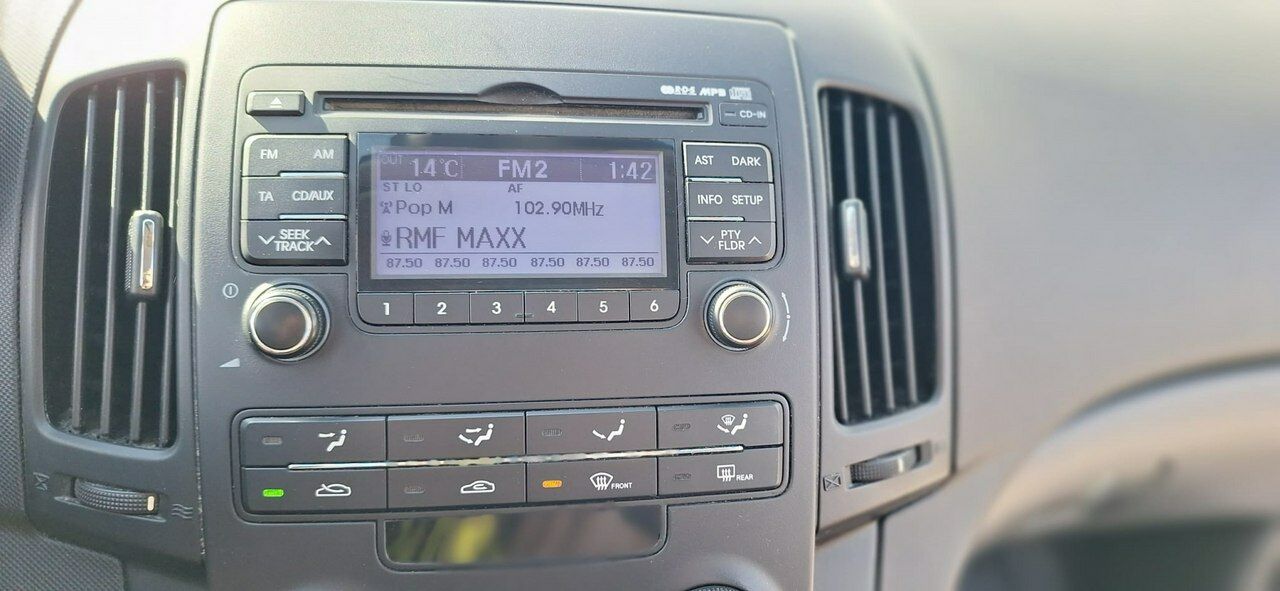 RDS MP3
CD-IN
FM AM
TA CD/AUX
SEEK
TRACK
OUT 14°C FM2 1:42
ST LO AF
Pop M 102.90MHz
RMF MAXX
87.50 87.50 87.50 87.50 87.50 87.50
AST DARK
INFO SETUP
PTY
FLDR
1 2 3 4 5 6
FRONT
REAR